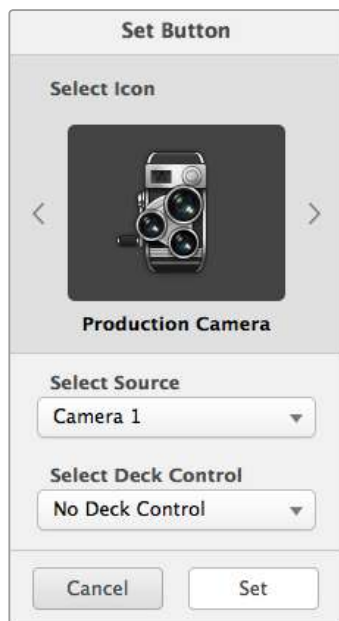 Set Button
Select Icon
Production Camera
Select Source
Camera 1
Select Deck Control
No Deck Control
Cancel
Set